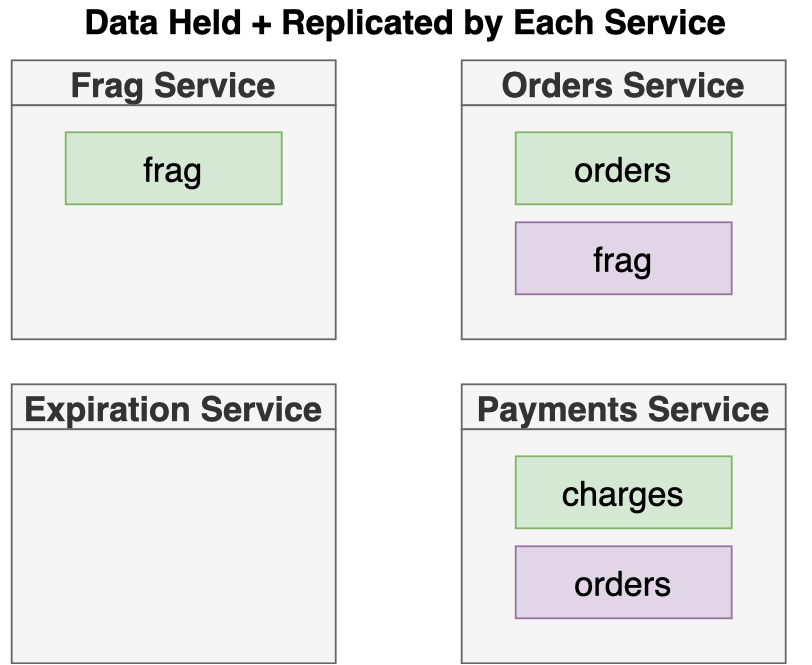 Data Held + Replicated by Each Service
Frag Service
frag
Orders Service
orders
frag
Expiration Service
Payments Service
charges
orders